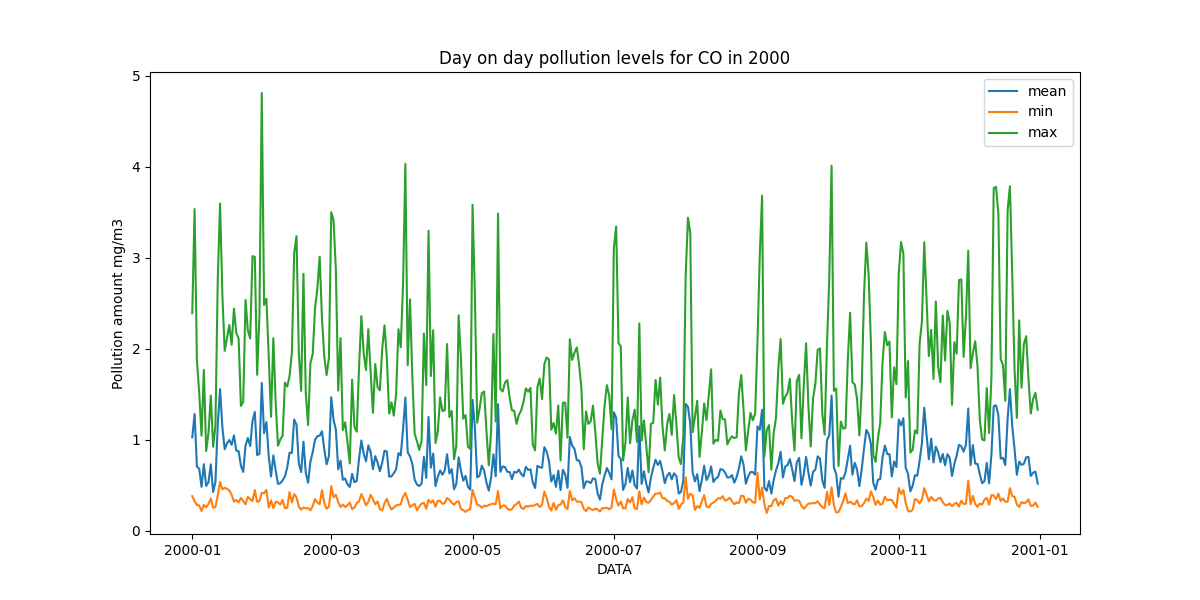 Day on day pollution levels for CO in 2000
mean
min
max
Pollution amount mg/m3
5
4
3
2
1
0
2000-01
2000-03
2000-05
2000-07
2000-09
2000-11
2001-01
DATA